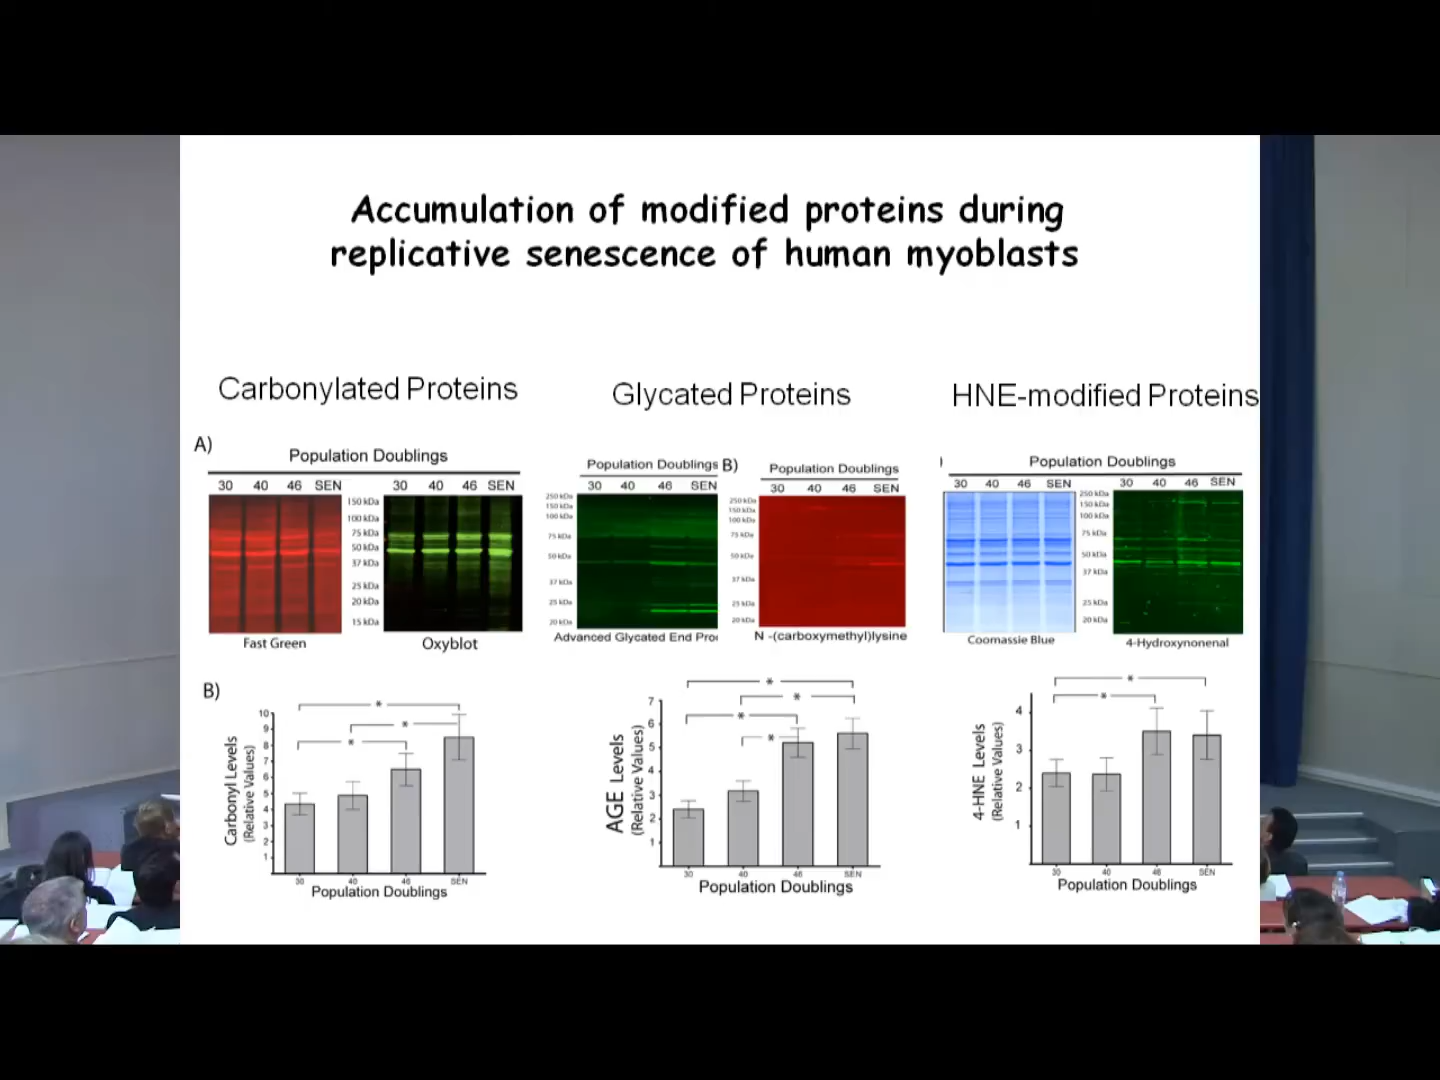 Accumulation of modified proteins during
replicative senescence of human myoblasts
Carbonylated Proteins
Glycated Proteins
HNE-modified Proteins
A)
Population Doublings
30 40 46 SEN
150 kDa
100 kDa
75 kDa
50 kDa
37 kDa
25 kDa
20 kDa
15 kDa
30 40 46 SEN
Fast Green
Oxyblot
Population Doublings
30 40 46 SEN
250 kDa
150 kDa
100 kDa
75 kDa
50 kDa
37 kDa
25 kDa
20 kDa
Advanced Glycated End Pro
B)
Population Doublings
30 40 46 SEN
250 kDa
150 kDa
100 kDa
75 kDa
50 kDa
37 kDa
25 kDa
20 kDa
N -(carboxymethyl)lysine
Population Doublings
30 40 46 SEN
250 kDa
150 kDa
100 kDa
75 kDa
50 kDa
37 kDa
25 kDa
20 kDa
30 40 46 SEN
Coomassie Blue
4-Hydroxynonenal
B)
Carbonyl Levels
(Relative Values)
10
9
8
7
6
5
4
3
2
1
* * *
30 40 46 SEN
Population Doublings
AGE Levels
(Relative Values)
7
6
5
4
3
2
1
* * * *
30 40 46 SEN
Population Doublings
4-HNE Levels
(Relative Values)
4
3
2
1
* *
30 40 46 SEN
Population Doublings